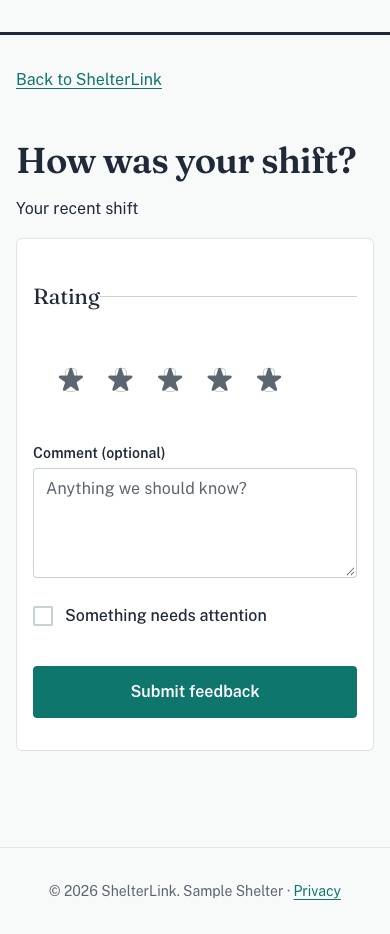 Back to ShelterLink
How was your shift?
Your recent shift
Rating
Comment (optional)
Anything we should know?
Something needs attention
Submit feedback
© 2026 ShelterLink. Sample Shelter · Privacy